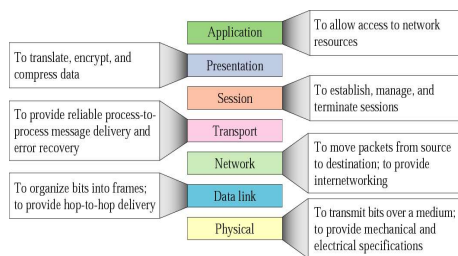 Application
To allow access to network
resources
To translate, encrypt, and
compress data
Presentation
Session
To establish, manage, and
terminate sessions
To provide reliable process-to-
process message delivery and
error recovery
Transport
Network
To move packets from source
to destination; to provide
internetworking
To organize bits into frames;
to provide hop-to-hop delivery
Data link
Physical
To transmit bits over a medium;
to provide mechanical and
electrical specifications